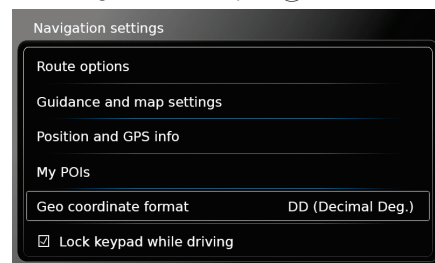 Navigation settings
Route options
Guidance and map settings
Position and GPS info
My POIs
Geo coordinate format DD (Decimal Deg.)
☑ Lock keypad while driving